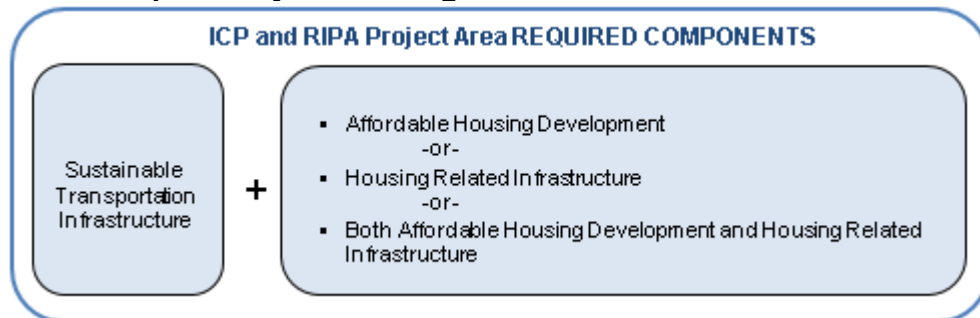 ICP and RIPA Project Area REQUIRED COMPONENTS
Sustainable
Transportation
Infrastructure
+
▪ Affordable Housing Development
-or-
▪ Housing Related Infrastructure
-or-
▪ Both Affordable Housing Development and Housing Related
Infrastructure